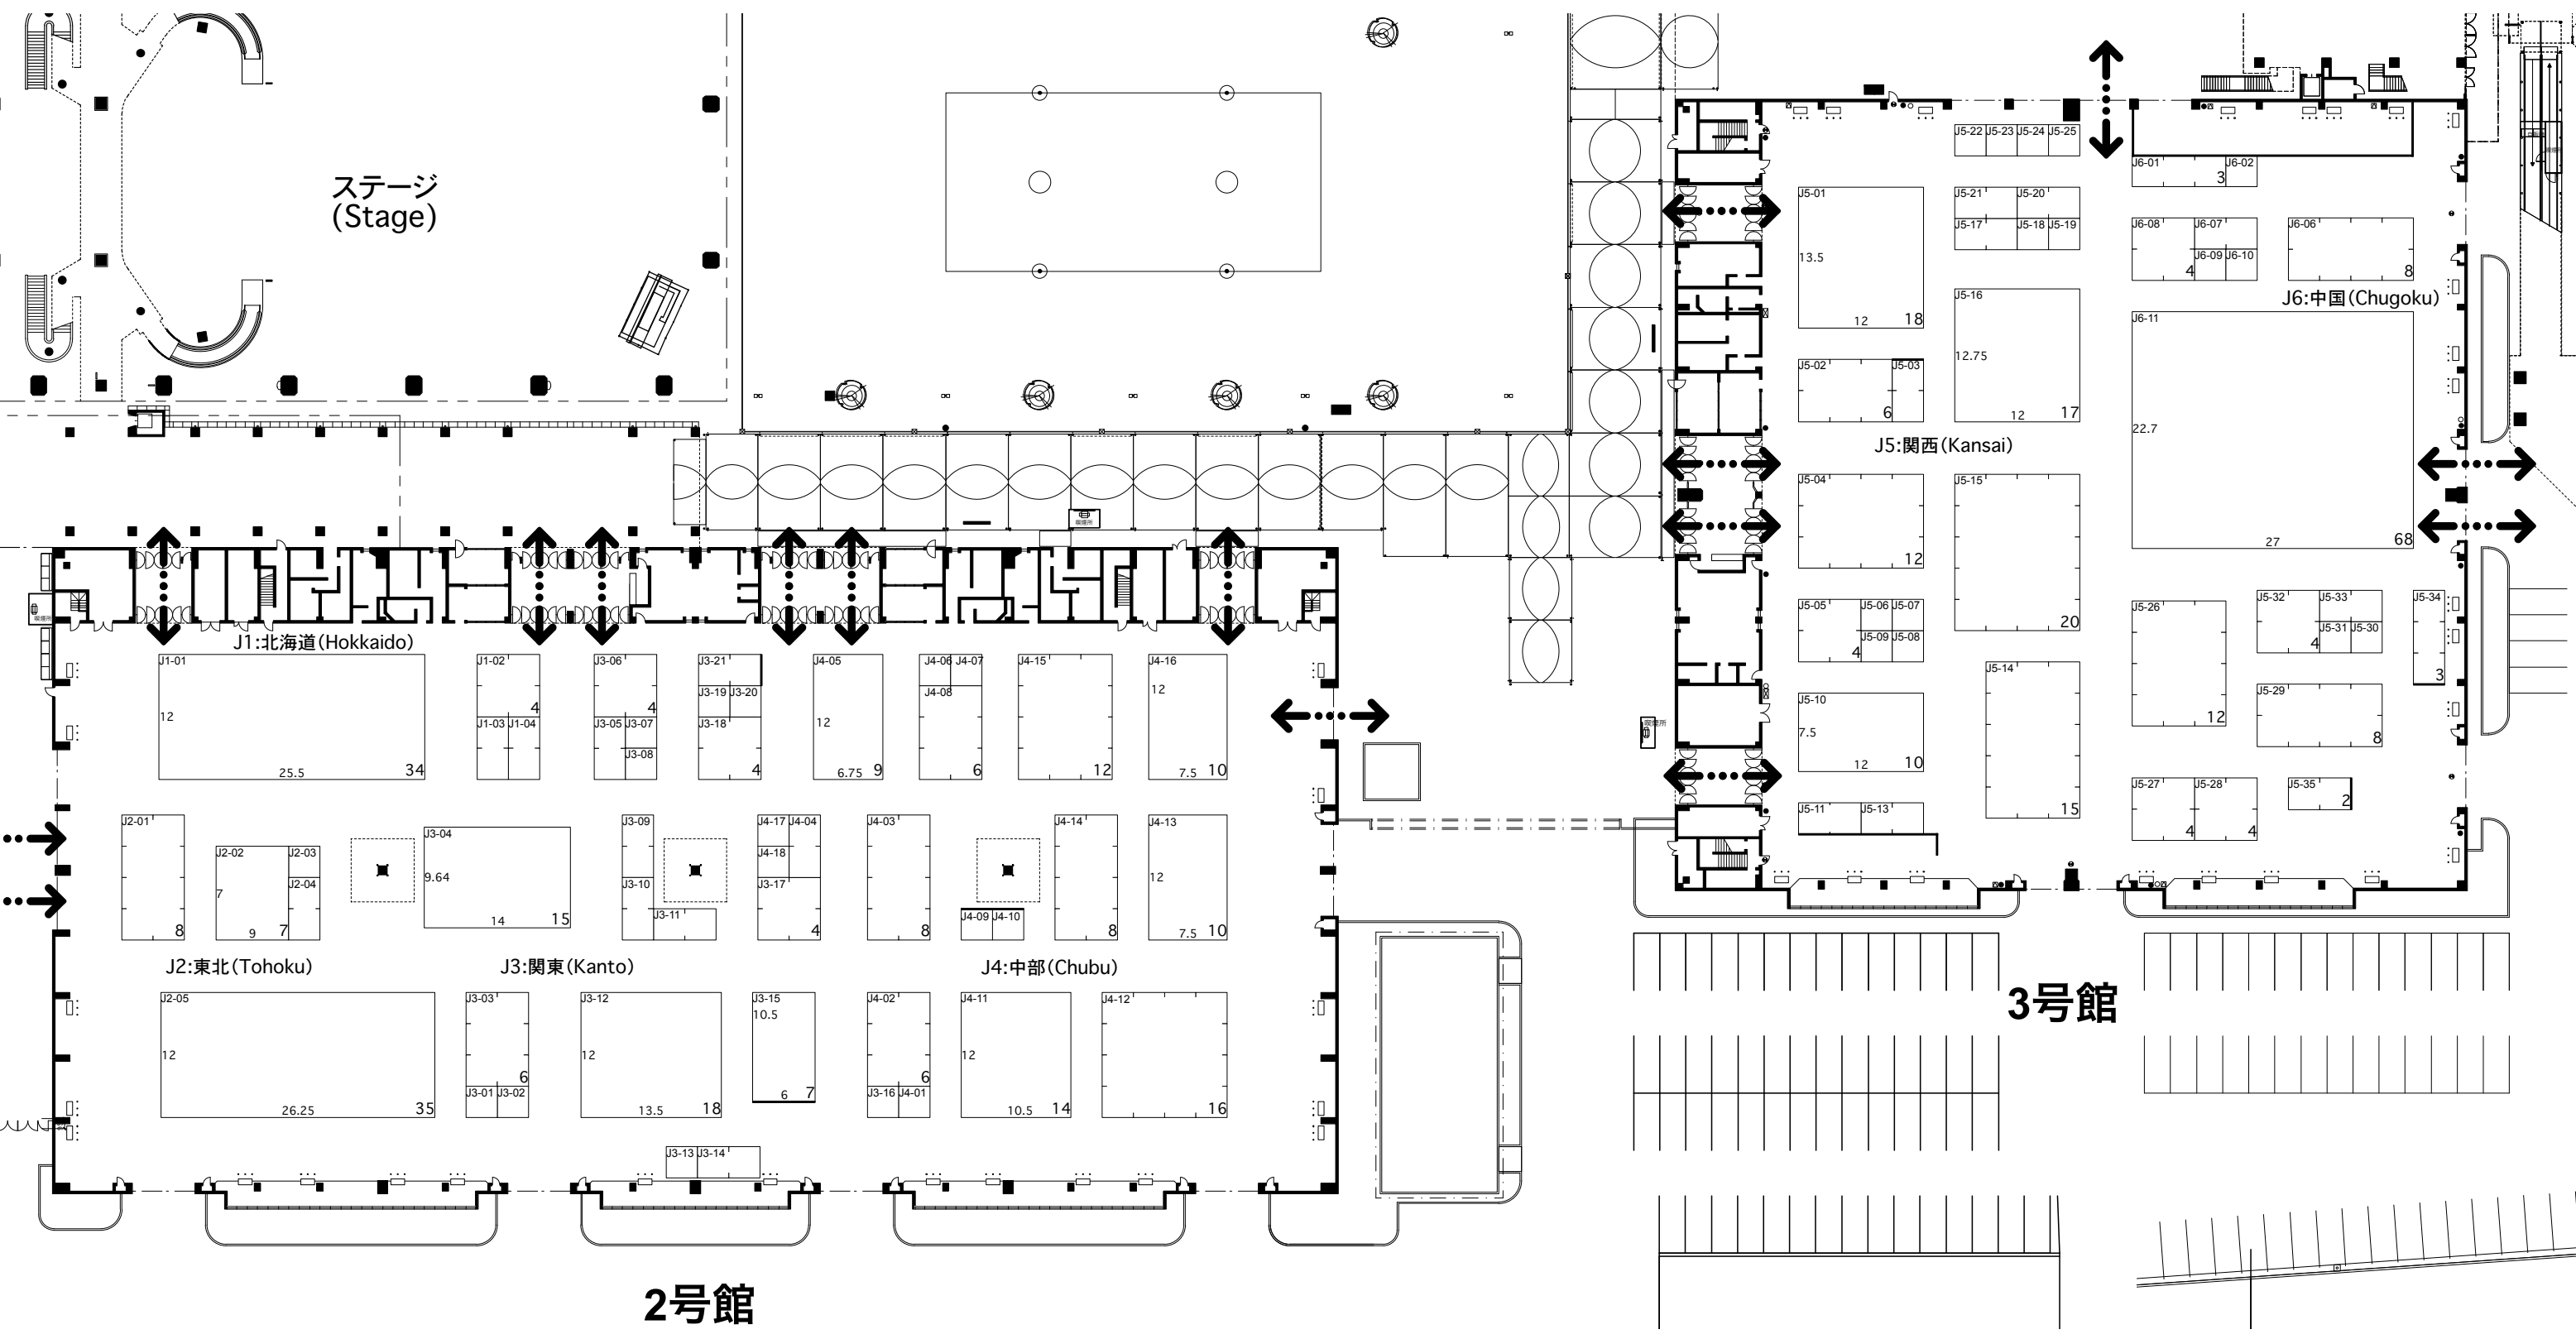 ステージ
(Stage)
J5-22 J5-23 J5-24 J5-25
J6-01 J6-02
3
J5-01
13.5
12 18
J5-21 J5-20
J5-17 J5-18 J5-19
J6-08 J6-07
4 J6-09 J6-10
J6-06
8
J6:中国(Chugoku)
J5-16
12.75
12 17
J6-11
22.7
27 68
J5-02 J5-03
6
J5:関西(Kansai)
J5-04
12
J5-15
20
喫煙所
喫煙所
J5-05 J5-06 J5-07
4 J5-09 J5-08
J5-26
12
J5-32 J5-33
4 J5-31 J5-30
J5-34
3
J5-14
15
J5-29
8
J5-10
7.5
12 10
喫煙所
J5-11 J5-13
J5-27 J5-28
4 4
J5-35
2
3号館
J1:北海道(Hokkaido)
J1-01
12
25.5 34
J1-02
4
J1-03 J1-04
J3-06
4
J3-05 J3-07
J3-08
J3-21
J3-19 J3-20
J3-18
4
J4-05
12
6.75 9
J4-06 J4-07
J4-08
6
J4-15
12
J4-16
12
7.5 10
J2-01
8
J2-02 J2-03
7 J2-04
9 7
J3-04
9.64
14 15
J3-09
J3-10
J3-11
J4-17 J4-04
J4-18
J3-17
4
J4-03
8
J4-09 J4-10
J4-14
8
J4-13
12
7.5 10
J2:東北(Tohoku)
J3:関東(Kanto)
J4:中部(Chubu)
J2-05
12
26.25 35
J3-03
6
J3-01 J3-02
J3-12
12
13.5 18
J3-15
10.5
6 7
J4-02
6
J3-16 J4-01
J4-11
12
10.5 14
J4-12
16
J3-13 J3-14
2号館